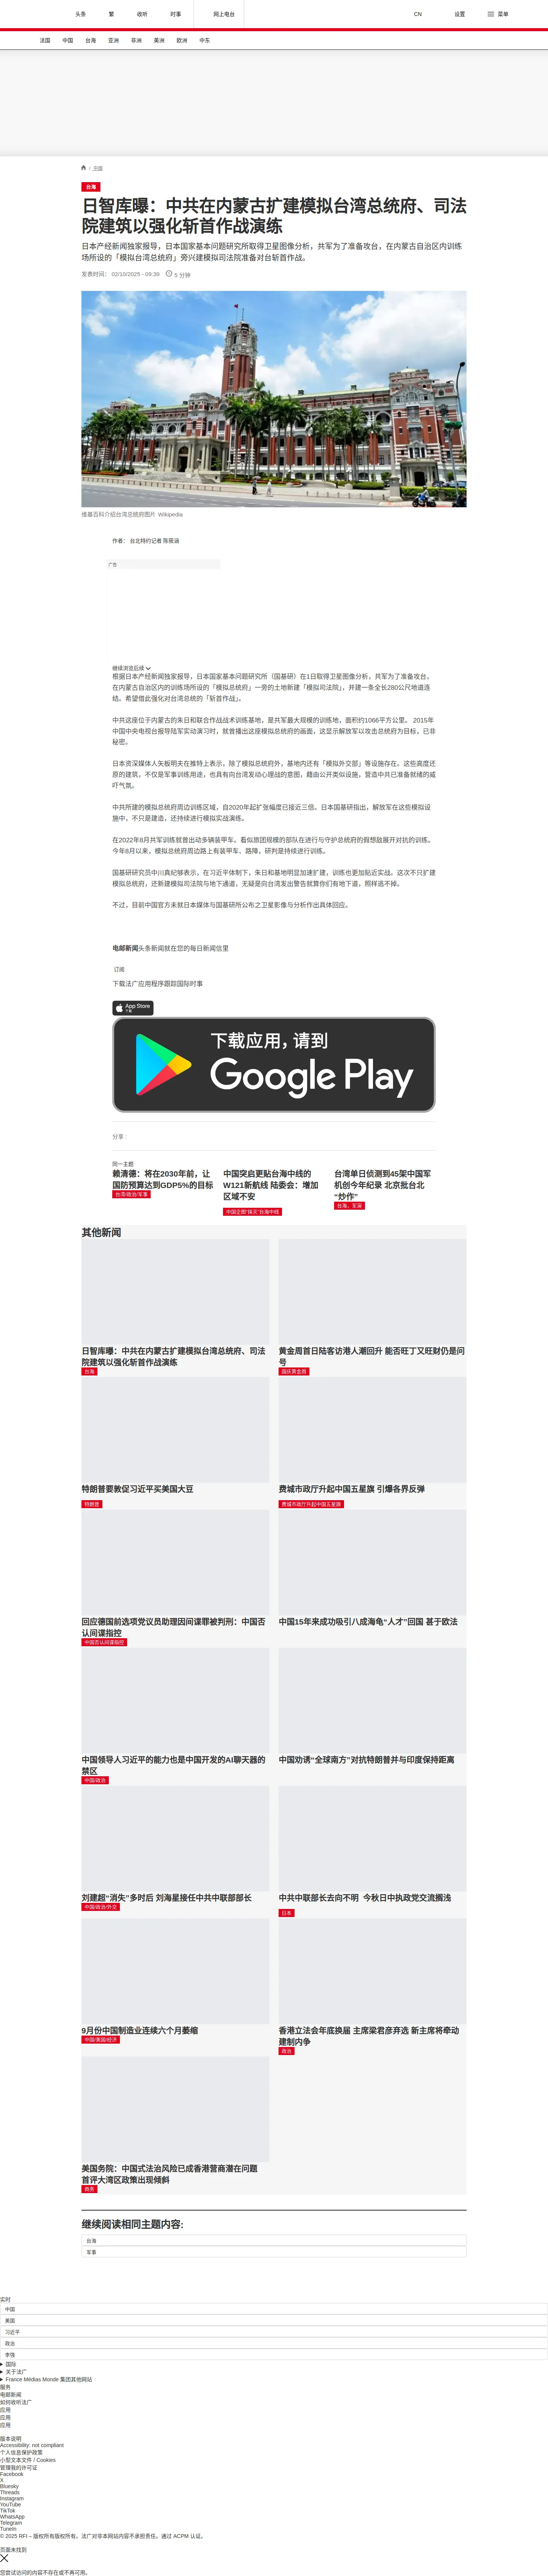 头条
繁
收听
时事
网上电台
CN
设置
菜单
法国
中国
台海
亚洲
非洲
美洲
欧洲
中东
/ 中国
台海
日智库曝：中共在内蒙古扩建模拟台湾总统府、司法
院建筑以强化斩首作战演练
日本产经新闻独家报导，日本国家基本问题研究所取得卫星图像分析，共军为了准备攻台，在内蒙古自治区内训练
场所设的「模拟台湾总统府」旁兴建模拟司法院准备对台斩首作战。
发表时间： 02/10/2025 - 09:39
5 分钟
维基百科介绍台湾总统府图片 Wikipedia
作者： 台北特约记者 陈筱涵
广告
继续浏览后续
根据日本产经新闻独家报导，日本国家基本问题研究所（国基研）在1日取得卫星图像分析，共军为了准备攻台，
在内蒙古自治区内的训练场所设的「模拟总统府」一旁的土地新建「模拟司法院」，并建一条全长280公尺地道连
结。希望借此强化对台湾总统的「斩首作战」。
中共这座位于内蒙古的朱日和联合作战战术训练基地，是共军最大规模的训练地，面积约1066平方公里。 2015年
中国中央电视台报导陆军实动演习时，就曾播出这座模拟总统府的画面，这显示解放军以攻击总统府为目标，已非
秘密。
日本资深媒体人矢板明夫在推特上表示，除了模拟总统府外，基地内还有「模拟外交部」等设施存在。这些高度还
原的建筑，不仅是军事训练用途，也具有向台湾发动心理战的意图，藉由公开类似设施，营造中共已准备就绪的威
吓气氛。
中共所建的模拟总统府周边训练区域，自2020年起扩张幅度已接近三倍。日本国基研指出，解放军在这些模拟设
施中，不只是建造，还持续进行模拟实战演练。
在2022年8月共军训练就曾出动多辆装甲车。看似旅团规模的部队在进行与守护总统府的假想敌展开对抗的训练。
今年8月以来，模拟总统府周边路上有装甲车、路障，研判是持续进行训练。
国基研研究员中川真纪够表示，在习近平体制下，朱日和基地明显加速扩建，训练也更加贴近实战。这次不只扩建
模拟总统府，还新建模拟司法院与地下通道，无疑是向台湾发出警告就算你们有地下道，照样逃不掉。
不过，目前中国官方未就日本媒体与国基研所公布之卫星影像与分析作出具体回应。
电邮新闻头条新闻就在您的每日新闻信里
订阅
下载法广应用程序跟踪国际时事
App Store
下载
下载应用，请到
Google Play
分享 :
同一主题
赖清德：将在2030年前，让
国防预算达到GDP5%的目标
台湾/政治/军事
中国突启更贴台海中线的
W121新航线 陆委会：增加
区域不安
中国企图“抹灭”台海中线
台湾单日侦测到45架中国军
机创今年纪录 北京批台北
“炒作”
台海，军演
其他新闻
日智库曝：中共在内蒙古扩建模拟台湾总统府、司法
院建筑以强化斩首作战演练
台海
黄金周首日陆客访港人潮回升 能否旺丁又旺财仍是问
号
国庆黄金周
特朗普要敦促习近平买美国大豆
特朗普
费城市政厅升起中国五星旗 引爆各界反弹
费城市政厅升起中国五星旗
回应德国前选项党议员助理因间谍罪被判刑：中国否
认间谍指控
中国否认间谍指控
中国15年来成功吸引八成海龟“人才”回国 甚于欧法
中国领导人习近平的能力也是中国开发的AI聊天器的
禁区
中国/政治
中国劝诱“全球南方”对抗特朗普并与印度保持距离
刘建超“消失”多时后 刘海星接任中共中联部部长
中国/政治/外交
中共中联部长去向不明  今秋日中执政党交流搁浅
日本
9月份中国制造业连续六个月萎缩
中国/美国/经济
香港立法会年底换届 主席梁君彦弃选 新主席将牵动
建制内争
政治
美国务院：中国式法治风险已成香港营商潜在问题
首评大湾区政策出现倾斜
商务
继续阅读相同主题内容:
台海
军事
实时
中国
美国
习近平
政治
李强
国际
关于法广
France Médias Monde 集团其他网站
服务
电邮新闻
如何收听法广
应用
应用
应用
版本说明
Accessibility: not compliant
个人信息保护政策
小型文本文件 / Cookies
管理我的许可证
Facebook
X
Bluesky
Threads
Instagram
YouTube
TikTok
WhatsApp
Telegram
TuneIn
© 2025 RFI – 版权所有版权所有。法广对非本网站内容不承担责任。通过 ACPM 认证。
页面未找到
您尝试访问的内容不存在或不再可用。